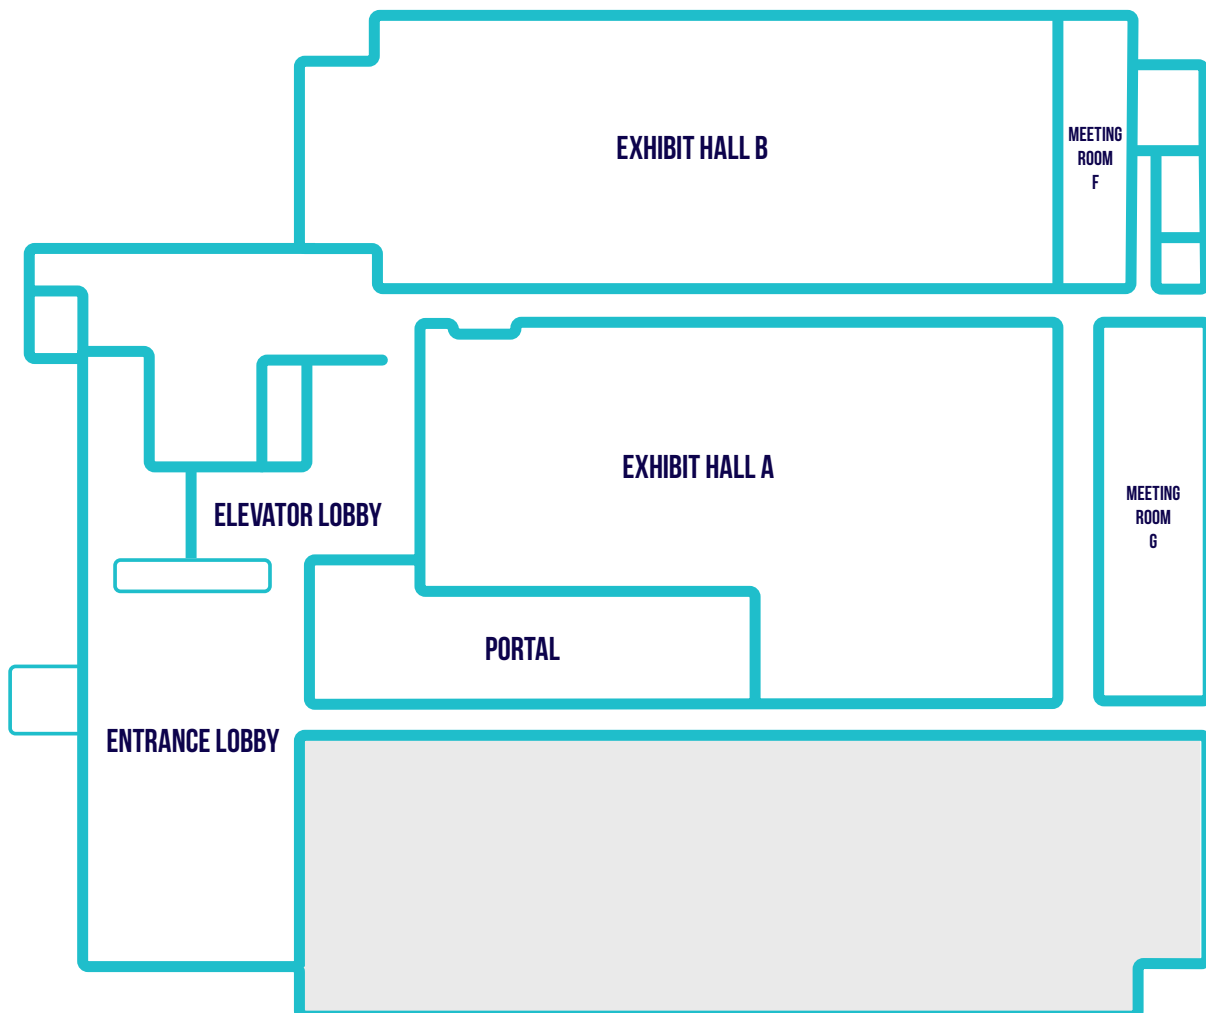 EXHIBIT HALL B
MEETING
ROOM
F
EXHIBIT HALL A
MEETING
ROOM
G
ELEVATOR LOBBY
PORTAL
ENTRANCE LOBBY